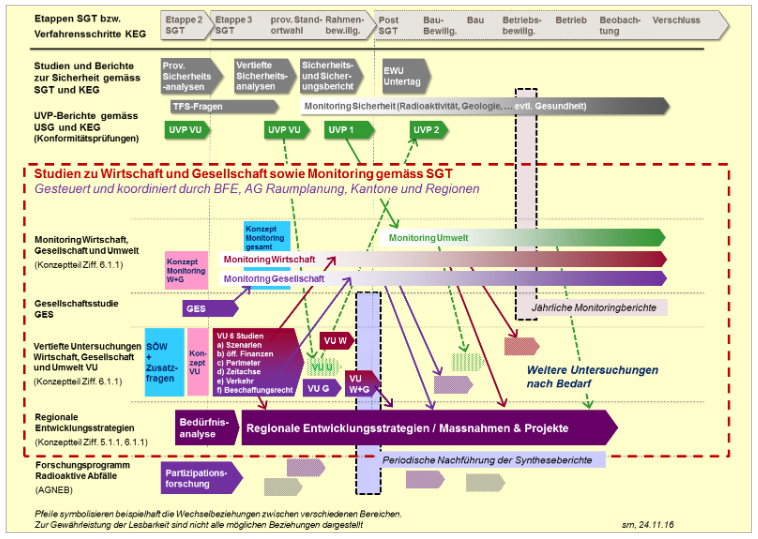 Etappen SGT bzw.
Verfahrensschritte KEG
Etappe 2
SGT
Etappe 3
SGT
prov. Stand-
ortwahl
Rahmen-
bew.illg.
Post
SGT
Bau-
Bewillg.
Bau
Betriebs-
bewillg.
Betrieb
Beobach-
tung
Verschluss
Studien und Berichte
zur Sicherheit gemäss
SGT und KEG
Prov.
Sicherheits
-analysen
Vertiefte
Sicherheits-
analysen
Sicherheits-
und Sicher-
ungsbericht
EWU
Untertag
TFS-Fragen
Monitoring Sicherheit (Radioaktivität, Geologie, … evtl. Gesundheit)
UVP-Berichte gemäss
USG und KEG
(Konformitätsprüfungen)
UVP VU
UVP VU
UVP 1
UVP 2
Studien zu Wirtschaft und Gesellschaft sowie Monitoring gemäss SGT
Gesteuert und koordiniert durch BFE, AG Raumplanung, Kantone und Regionen
Monitoring Wirtschaft,
Gesellschaft und Umwelt
(Konzeptteil Ziff. 6.1.1)
Konzept
Monitoring
W+G
Konzept
Monitoring
gesamt
Monitoring Umwelt
Monitoring Wirtschaft
Monitoring Gesellschaft
Gesellschaftsstudie
GES
GES
Jährliche Monitoringberichte
Vertiefte Untersuchungen
Wirtschaft, Gesellschaft
und Umwelt VU
(Konzeptteil Ziff. 6.1.1)
SÖW
+
Zusatz-
fragen
Kon-
zept
VU
VU 6 Studien
a) Szenarien
b) öff. Finanzen
c) Perimeter
d) Zeitachse
e) Verkehr
f) Beschaffungsrecht
VU W
VU U
VU G
VU
W+G
Weitere Untersuchungen
nach Bedarf
Regionale
Entwicklungsstrategien
(Konzeptteil Ziff. 5.1.1, 6.1.1)
Bedürfnis-
analyse
Regionale Entwicklungsstrategien / Massnahmen & Projekte
Periodische Nachführung der Syntheseberichte
Forschungsprogramm
Radioaktive Abfälle
(AGNEB)
Partizipations-
forschung
Pfeile symbolisieren beispielhaft die Wechselbeziehungen zwischen verschiedenen Bereichen.
Zur Gewährleistung der Lesbarkeit sind nicht alle möglichen Beziehungen dargestellt
srn, 24.11.16